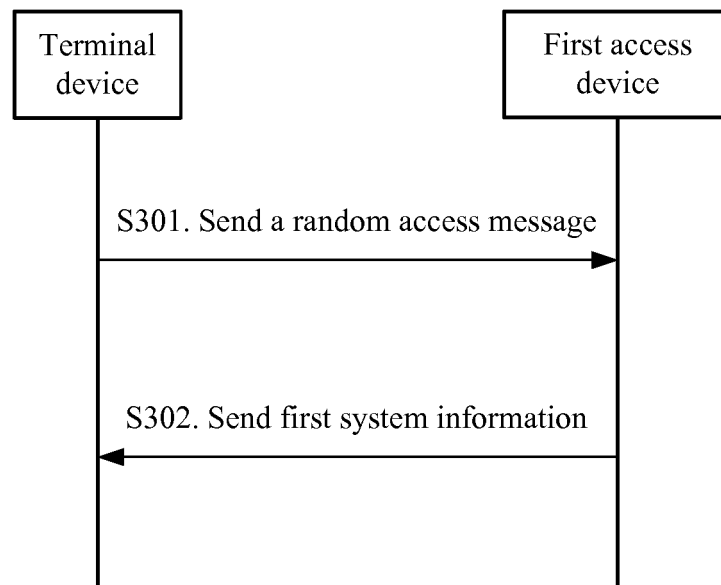 Terminal
device
First access
device
S301. Send a random access message
S302. Send first system information